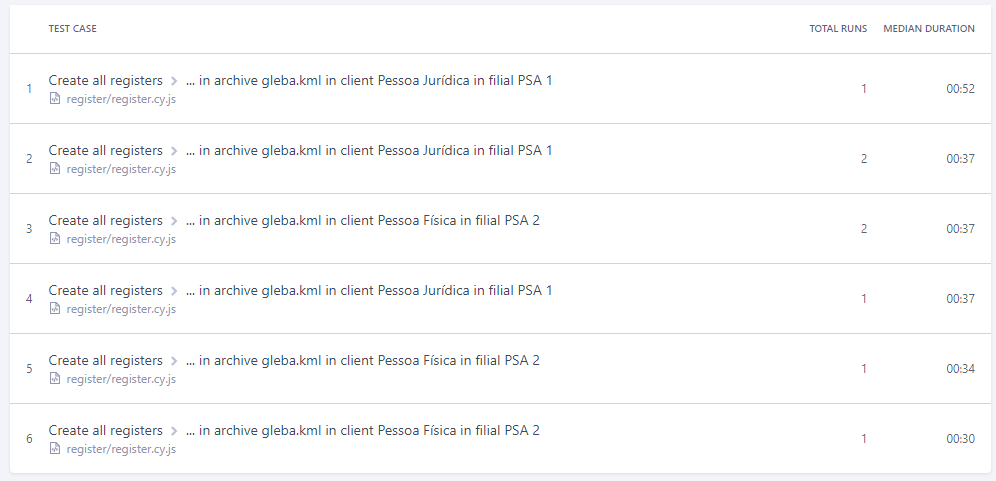 TEST CASE TOTAL RUNS MEDIAN DURATION
1 Create all registers > ... in archive gleba.kml in client Pessoa Jurídica in filial PSA 1 1 00:52
register/register.cy.js
2 Create all registers > ... in archive gleba.kml in client Pessoa Jurídica in filial PSA 1 2 00:37
register/register.cy.js
3 Create all registers > ... in archive gleba.kml in client Pessoa Física in filial PSA 2 2 00:37
register/register.cy.js
4 Create all registers > ... in archive gleba.kml in client Pessoa Jurídica in filial PSA 1 1 00:37
register/register.cy.js
5 Create all registers > ... in archive gleba.kml in client Pessoa Física in filial PSA 2 1 00:34
register/register.cy.js
6 Create all registers > ... in archive gleba.kml in client Pessoa Física in filial PSA 2 1 00:30
register/register.cy.js